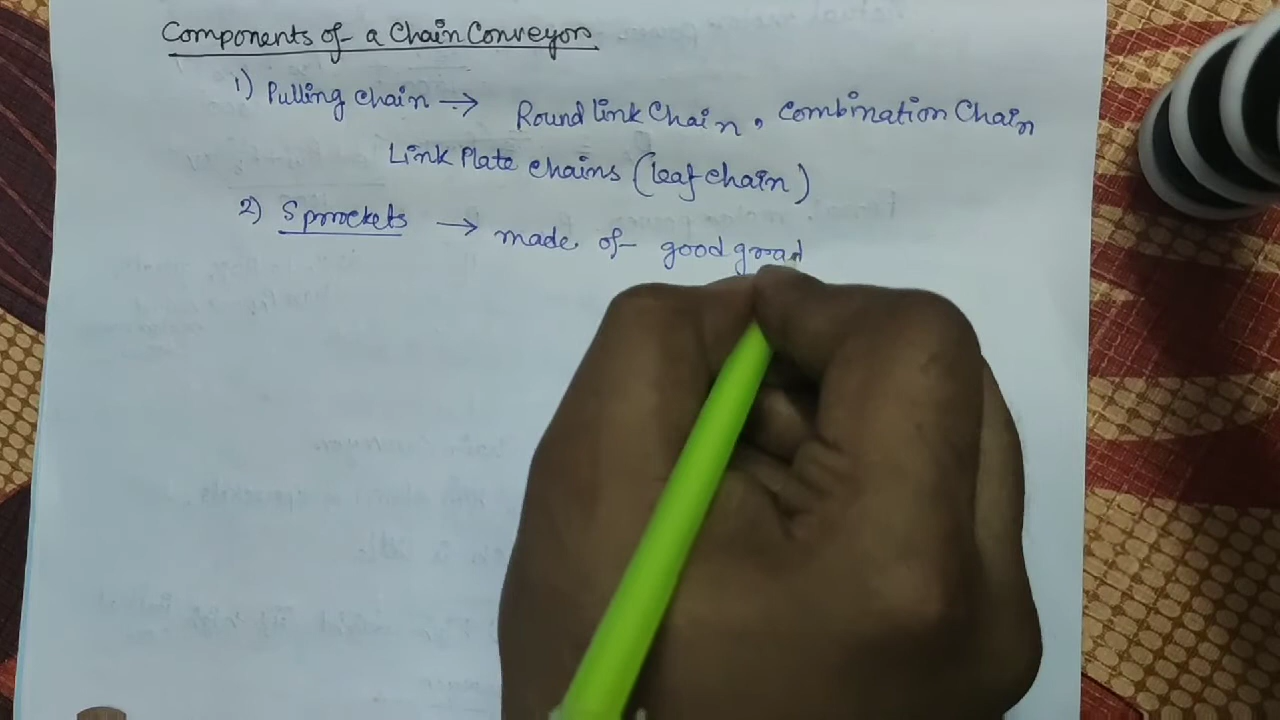 Components of a Chain Conveyor
1) Pulling chain → Round link Chain, Combination Chain
Link Plate Chains (leaf chain)
2) Sprockets → made of good grad